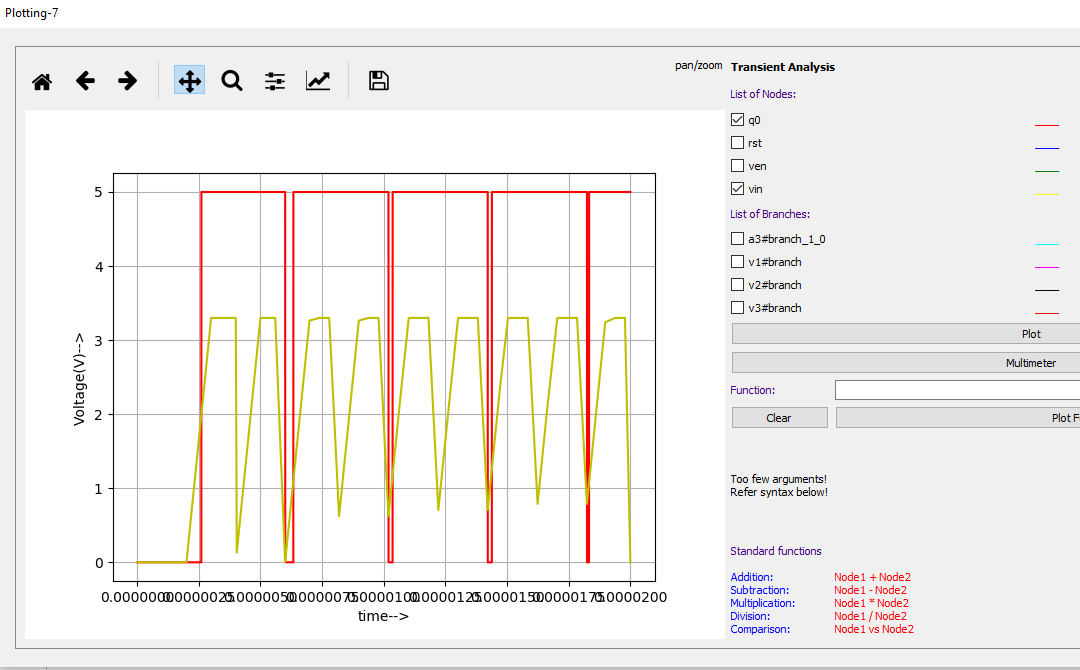 Plotting-7
pan/zoom
Transient Analysis
List of Nodes:
q0
rst
ven
vin
List of Branches:
a3#branch_1_0
v1#branch
v2#branch
v3#branch
Plot
Multimeter
Function:
Clear
Plot F
Too few arguments!
Refer syntax below!
Standard functions
Addition: Node1 + Node2
Subtraction: Node1 - Node2
Multiplication: Node1 * Node2
Division: Node1 / Node2
Comparison: Node1 vs Node2
5
4
3
2
1
0
Voltage(V)-->
0.0000000 0.0000025 0.0000050 0.0000075 0.0000100 0.0000125 0.0000150 0.0000175 0.0000200
time-->